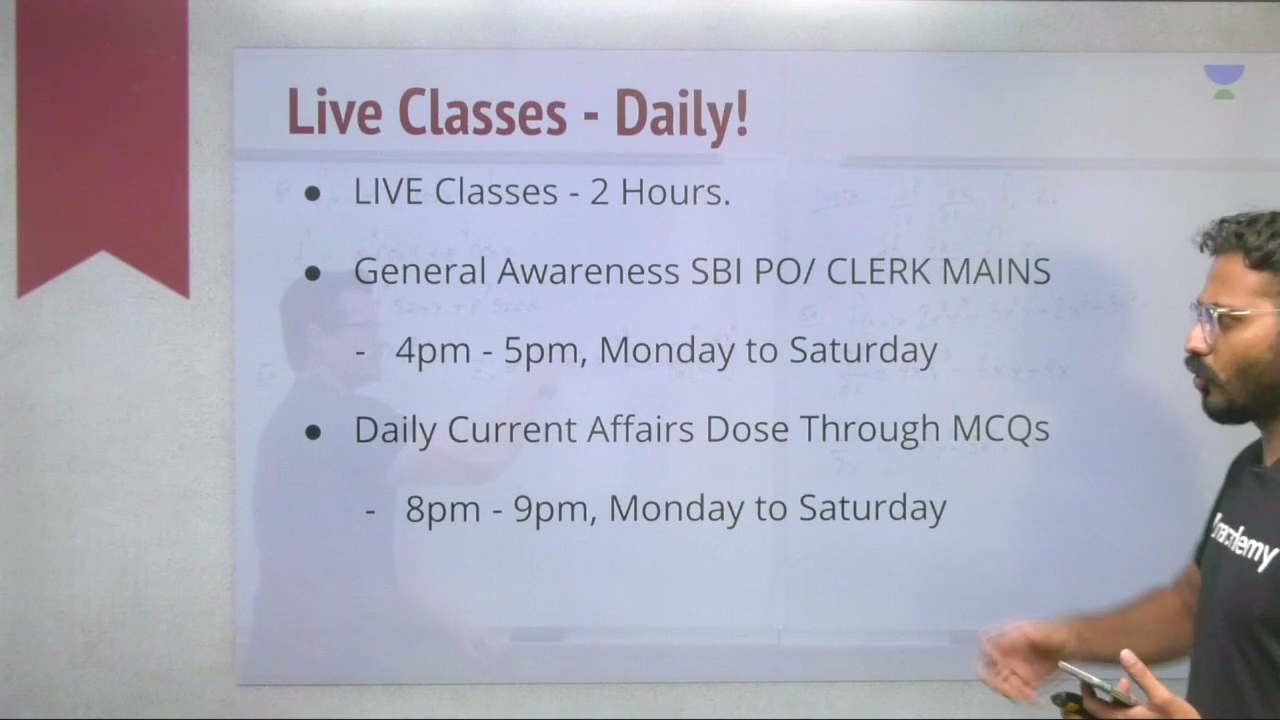 Live Classes - Daily!
● LIVE Classes - 2 Hours.
● General Awareness SBI PO/ CLERK MAINS
- 4pm - 5pm, Monday to Saturday
● Daily Current Affairs Dose Through MCQs
- 8pm - 9pm, Monday to Saturday
unacademy